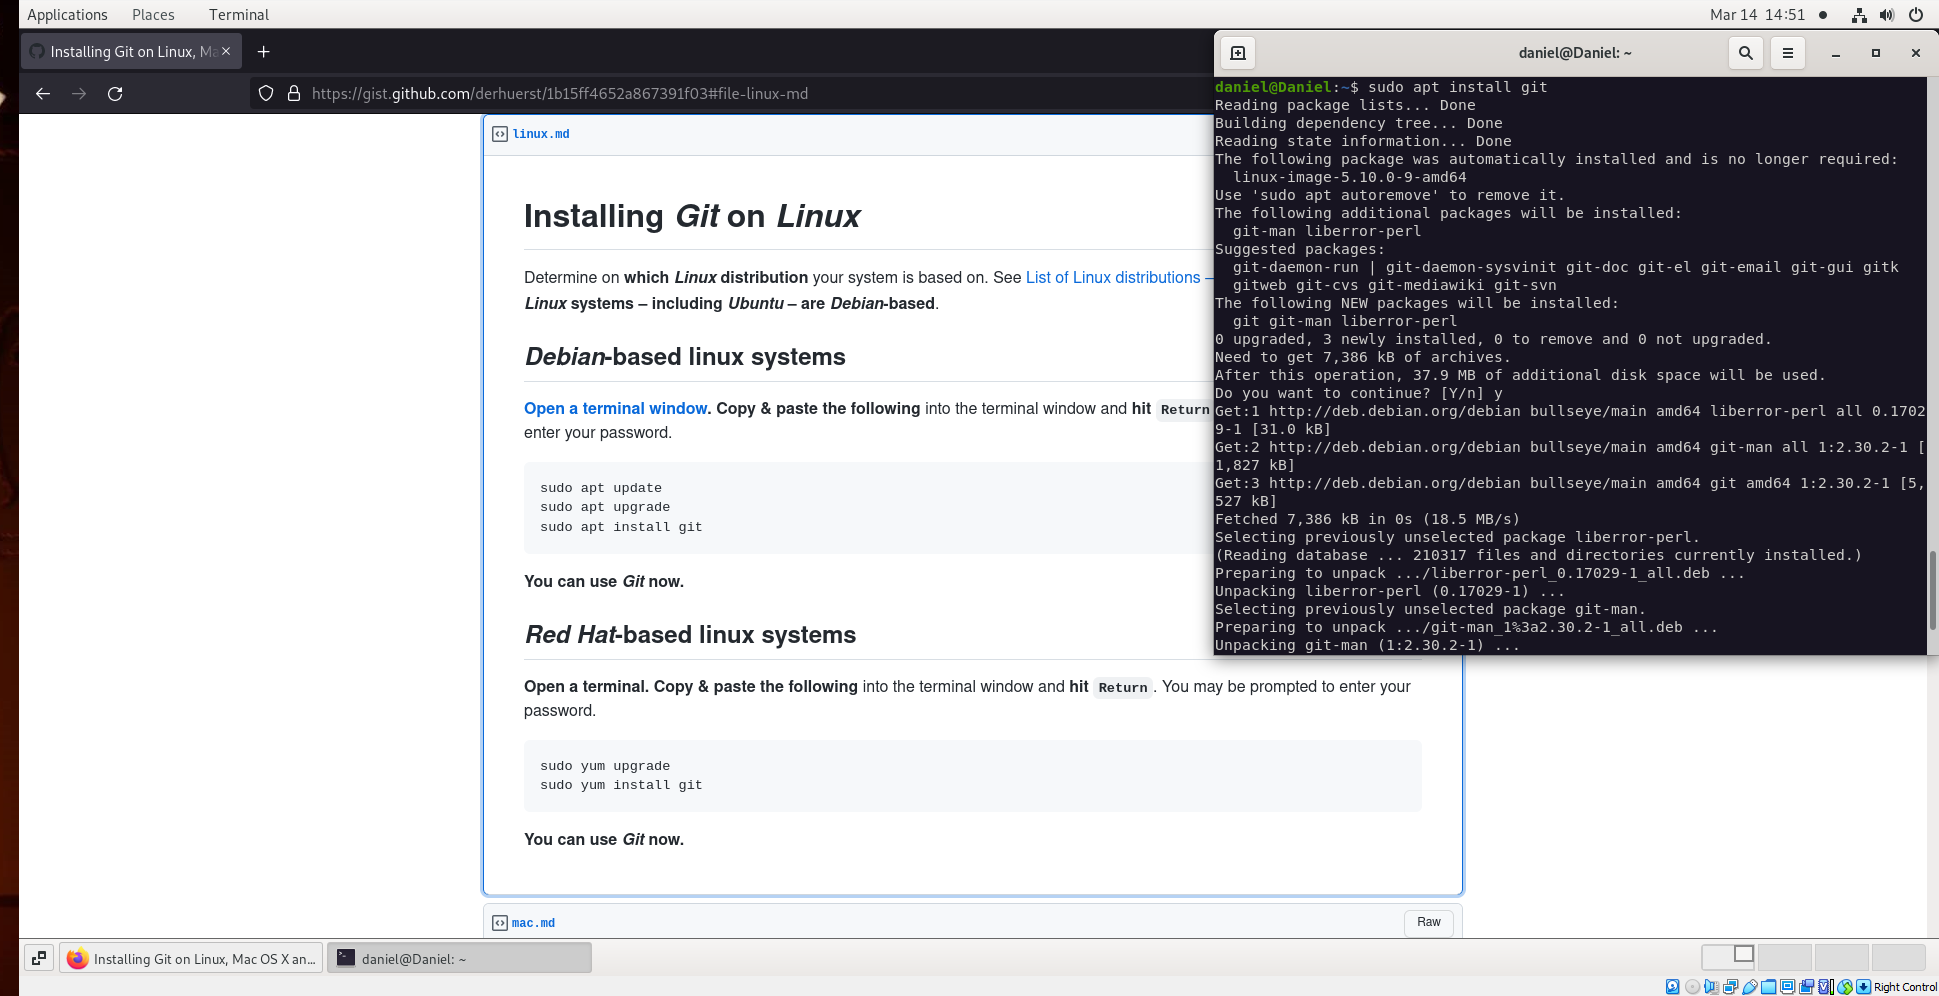 Applications Places Terminal
Mar 14 14:51
Installing Git on Linux, Ma
https://gist.github.com/derhuerst/1b15ff4652a867391f03#file-linux-md
linux.md
Installing Git on Linux
Determine on which Linux distribution your system is based on. See List of Linux distributions –
Linux systems – including Ubuntu – are Debian-based.
Debian-based linux systems
Open a terminal window. Copy & paste the following into the terminal window and hit Return
enter your password.
sudo apt update
sudo apt upgrade
sudo apt install git
You can use Git now.
Red Hat-based linux systems
Open a terminal. Copy & paste the following into the terminal window and hit Return. You may be prompted to enter your
password.
sudo yum upgrade
sudo yum install git
You can use Git now.
mac.md
Raw
daniel@Daniel: ~
daniel@Daniel:~$ sudo apt install git
Reading package lists... Done
Building dependency tree... Done
Reading state information... Done
The following package was automatically installed and is no longer required:
linux-image-5.10.0-9-amd64
Use 'sudo apt autoremove' to remove it.
The following additional packages will be installed:
git-man liberror-perl
Suggested packages:
git-daemon-run | git-daemon-sysvinit git-doc git-el git-email git-gui gitk
gitweb git-cvs git-mediawiki git-svn
The following NEW packages will be installed:
git git-man liberror-perl
0 upgraded, 3 newly installed, 0 to remove and 0 not upgraded.
Need to get 7,386 kB of archives.
After this operation, 37.9 MB of additional disk space will be used.
Do you want to continue? [Y/n] y
Get:1 http://deb.debian.org/debian bullseye/main amd64 liberror-perl all 0.1702
9-1 [31.0 kB]
Get:2 http://deb.debian.org/debian bullseye/main amd64 git-man all 1:2.30.2-1 [
1,827 kB]
Get:3 http://deb.debian.org/debian bullseye/main amd64 git amd64 1:2.30.2-1 [5,
527 kB]
Fetched 7,386 kB in 0s (18.5 MB/s)
Selecting previously unselected package liberror-perl.
(Reading database ... 210317 files and directories currently installed.)
Preparing to unpack .../liberror-perl_0.17029-1_all.deb ...
Unpacking liberror-perl (0.17029-1) ...
Selecting previously unselected package git-man.
Preparing to unpack .../git-man_1%3a2.30.2-1_all.deb ...
Unpacking git-man (1:2.30.2-1) ...
Installing Git on Linux, Mac OS X an...
daniel@Daniel: ~
Right Control